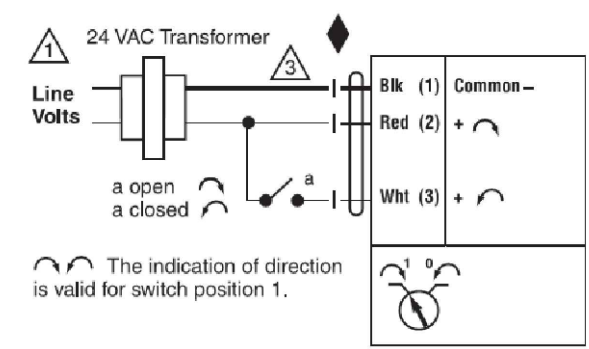 1 24 VAC Transformer
3
Line
Volts
Blk (1) Common –
Red (2) +
a
a open
a closed
Wht (3) +
The indication of direction
is valid for switch position 1.
1 0